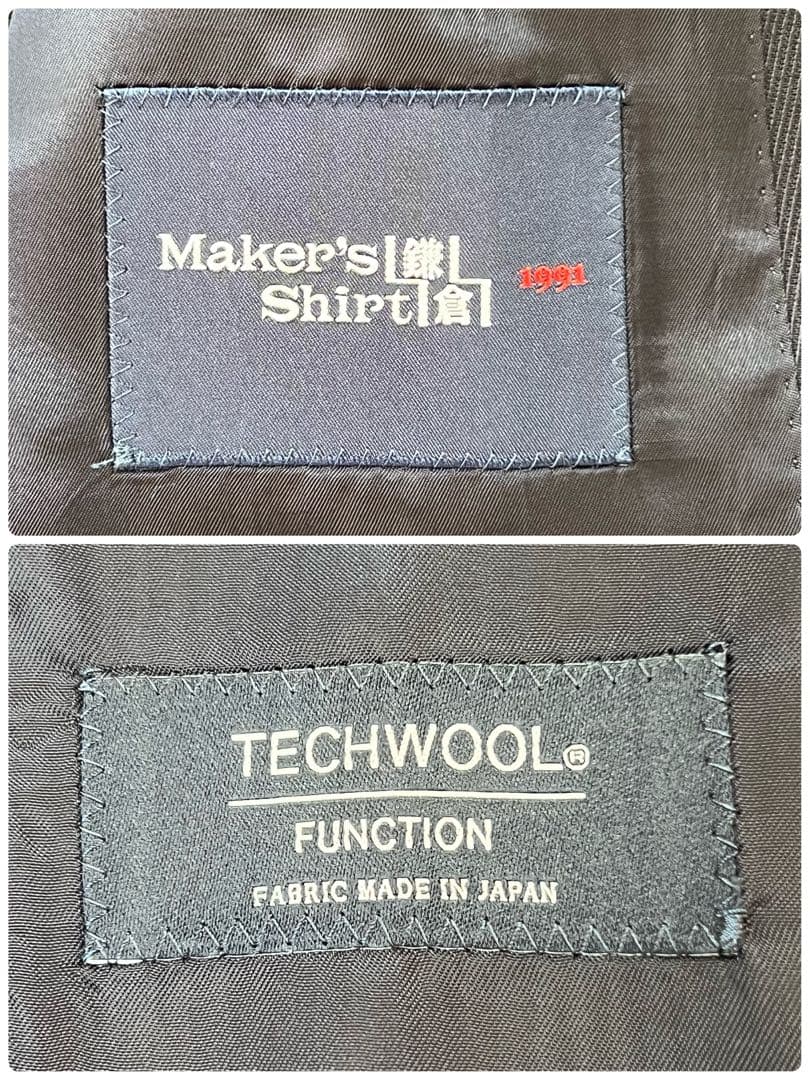 Maker's 鎌 1991
Shirt 倉
TECHWOOL®
FUNCTION
FABRIC MADE IN JAPAN